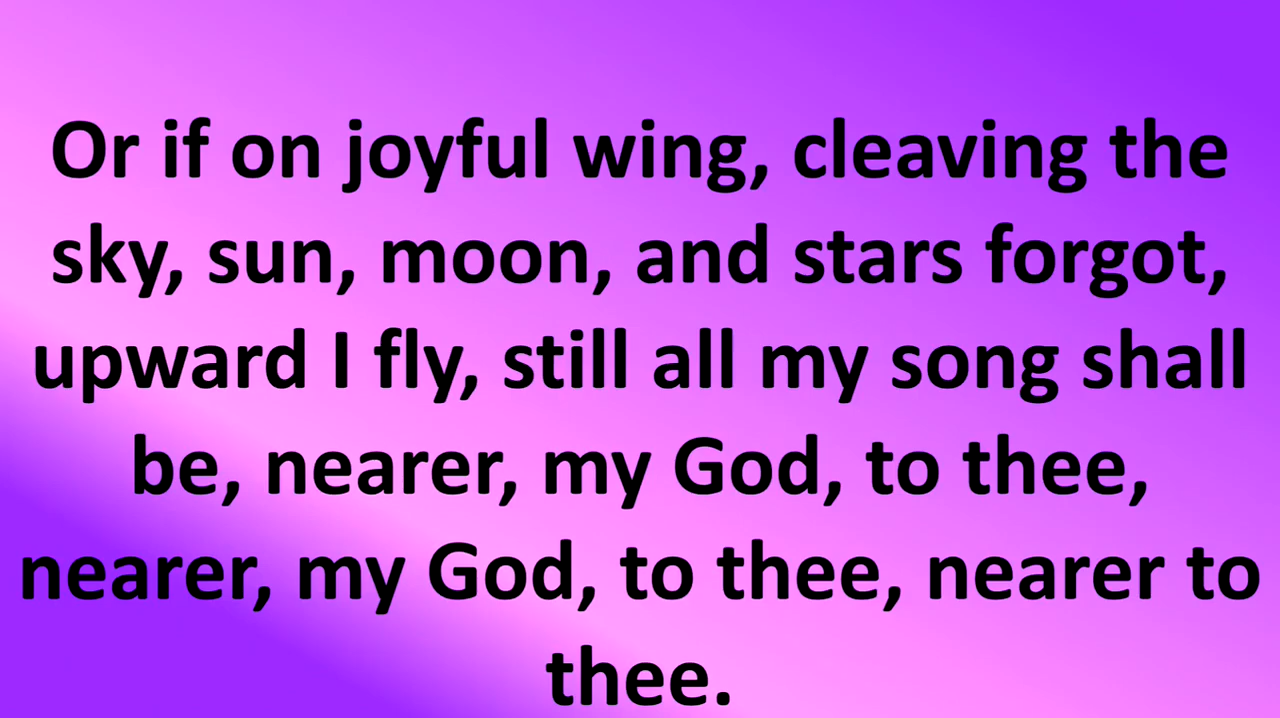 Or if on joyful wing, cleaving the
sky, sun, moon, and stars forgot,
upward I fly, still all my song shall
be, nearer, my God, to thee,
nearer, my God, to thee, nearer to
thee.